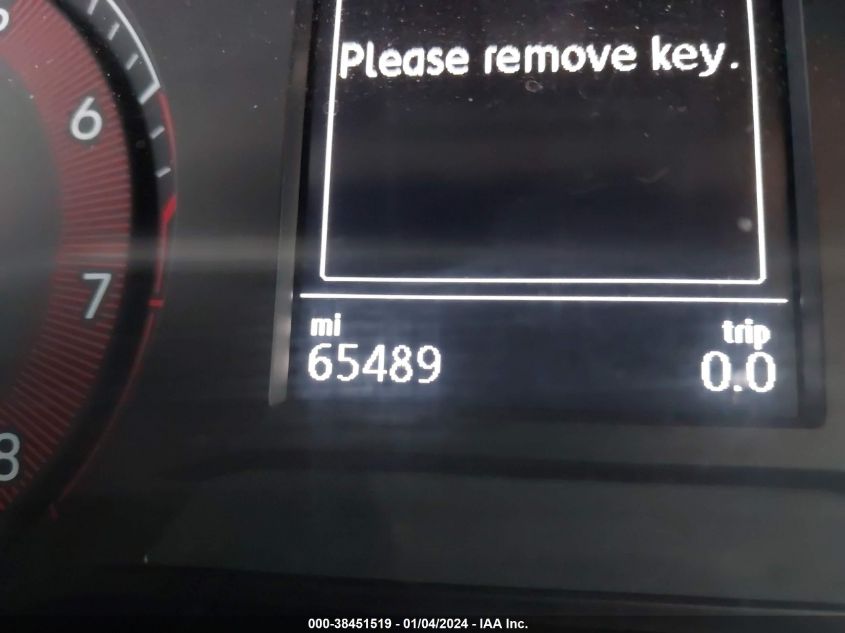 Please remove key.
6
7
8
mi
65489
trip
0.0
000-38451519 - 01/04/2024 - IAA Inc.